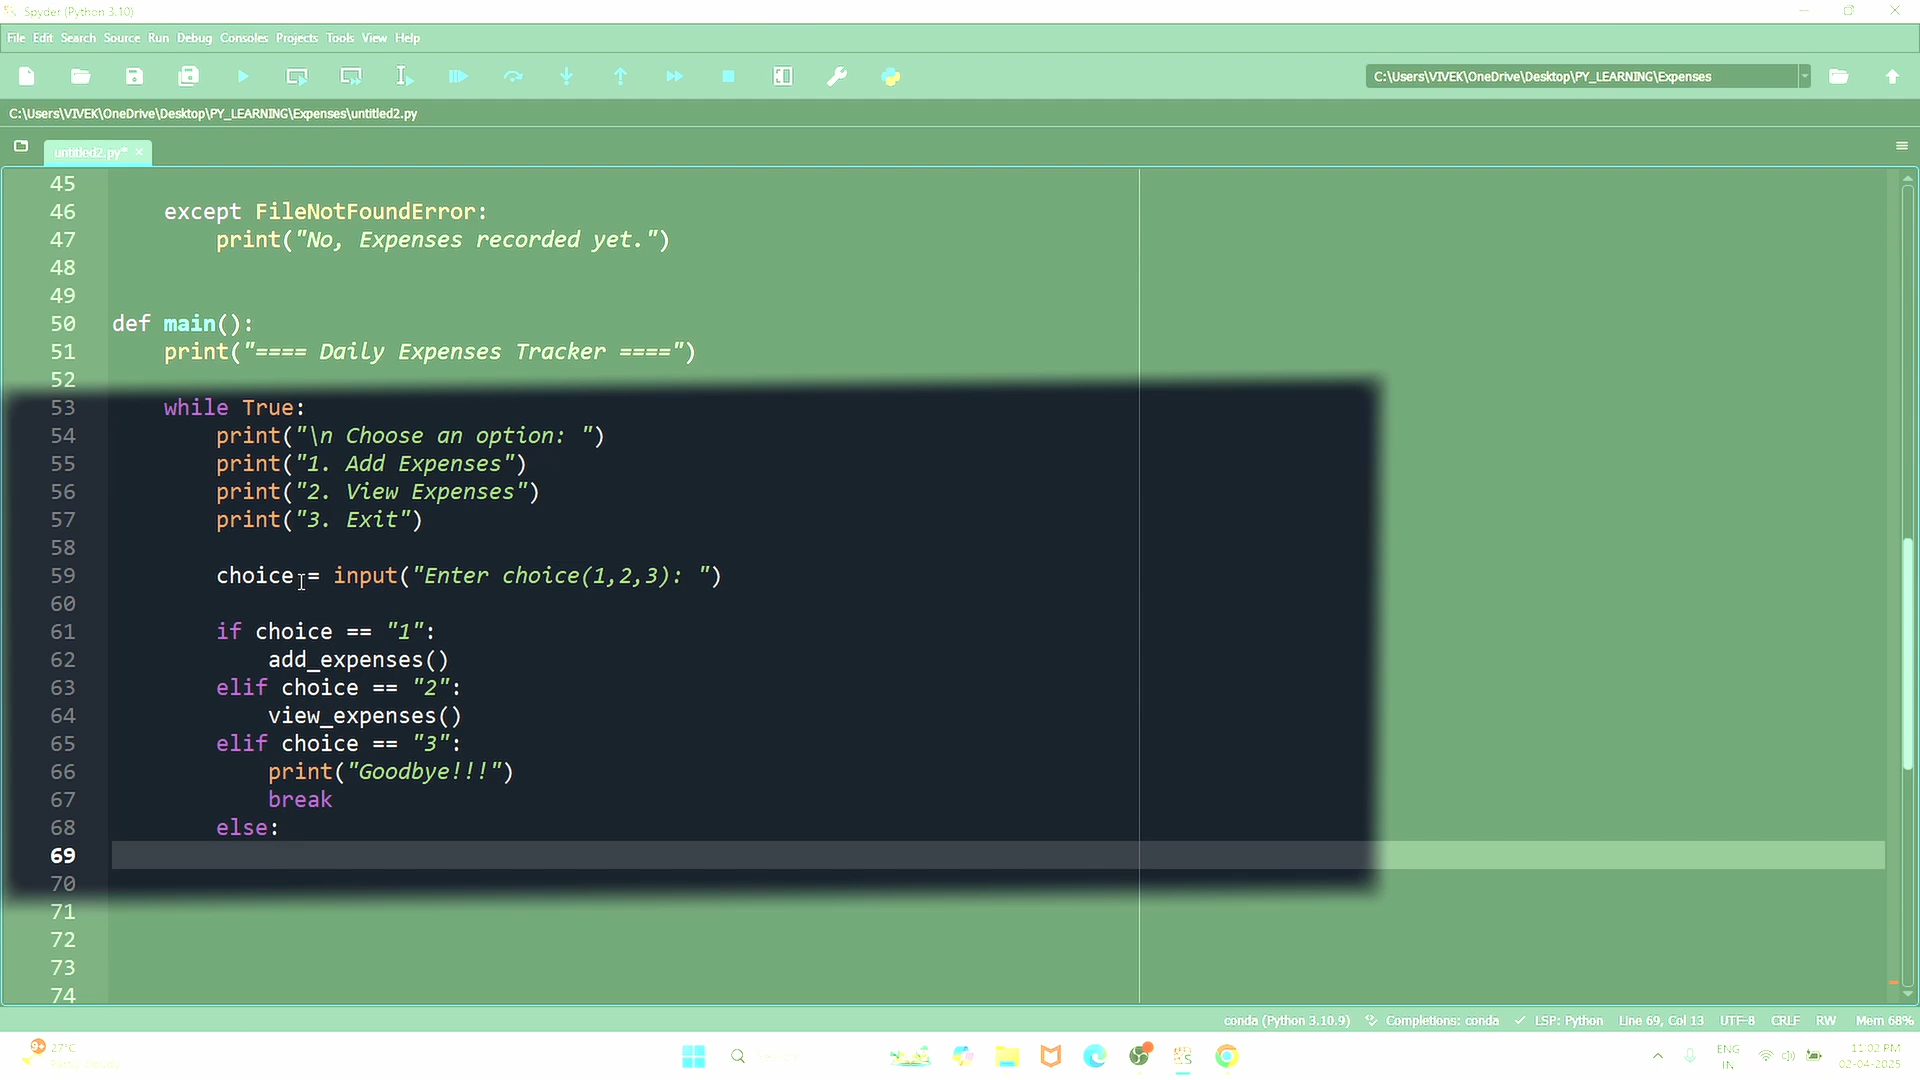 Spyder (Python 3.10)
File Edit Search Source Run Debug Consoles Projects Tools View Help
C:\Users\VIVEK\OneDrive\Desktop\PY_LEARNING\Expenses
C:\Users\VIVEK\OneDrive\Desktop\PY_LEARNING\Expenses\untitled2.py
untitled2.py*
45
46 except FileNotFoundError:
47 print("No, Expenses recorded yet.")
48
49
50 def main():
51 print("==== Daily Expenses Tracker ====")
52
53 while True:
54 print("\n Choose an option: ")
55 print("1. Add Expenses")
56 print("2. View Expenses")
57 print("3. Exit")
58
59 choice = input("Enter choice(1,2,3): ")
60
61 if choice == "1":
62 add_expenses()
63 elif choice == "2":
64 view_expenses()
65 elif choice == "3":
66 print("Goodbye!!!")
67 break
68 else:
69
70
71
72
73
74
conda (Python 3.10.9) Completions: conda LSP: Python Line 69, Col 13 UTF-8 CRLF RW Mem 68%
9+
27°C
Partly cloudy
ENG
IN
11:02 PM
02-04-2025